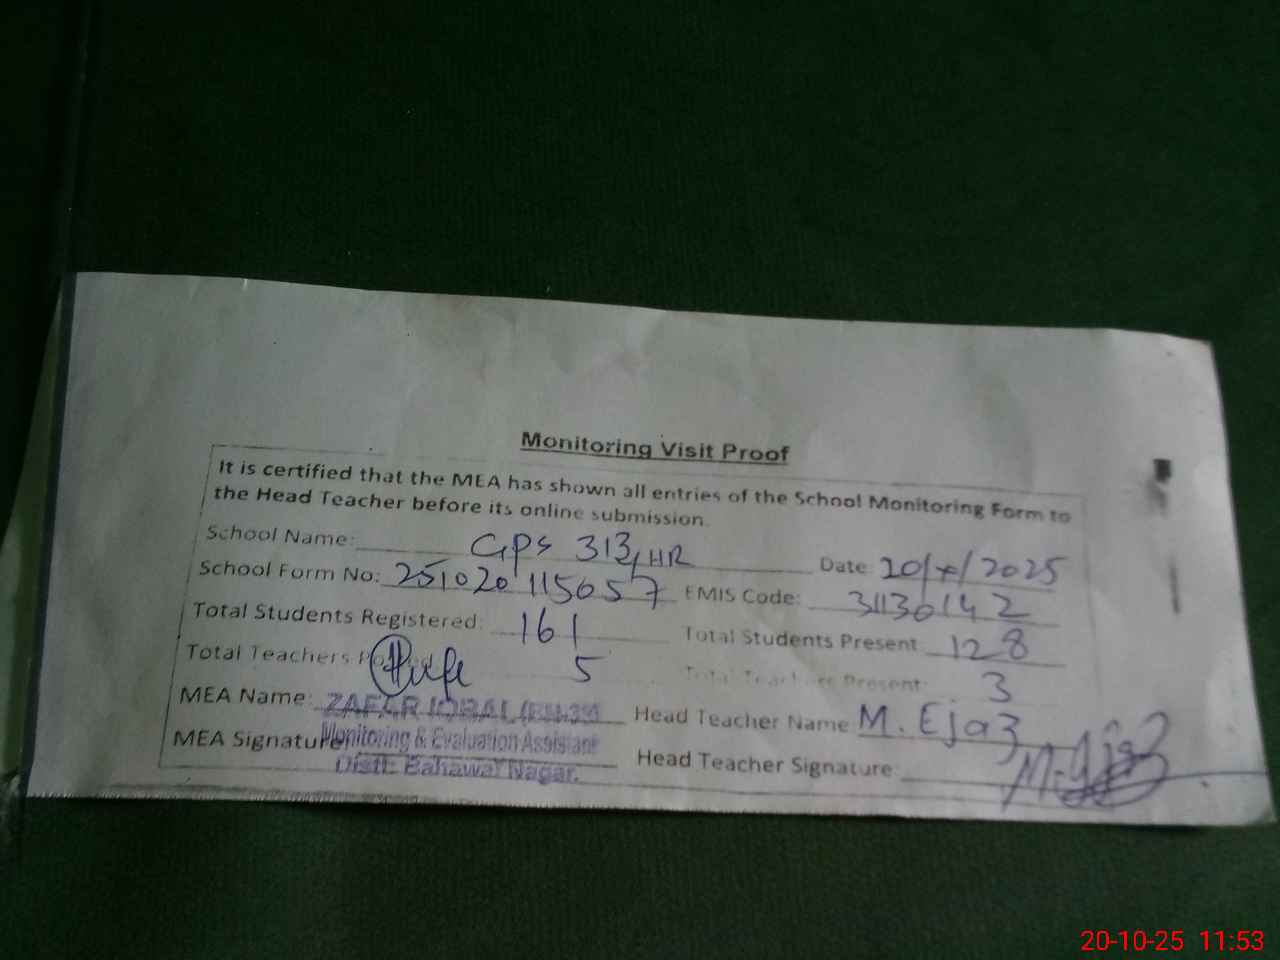 Monitoring Visit Proof
It is certified that the MEA has shown all entries of the School Monitoring Form to
the Head Teacher before its online submission.
School Name: GPS 313/HR Date 20/x/2025
School Form No: 251020115057 EMIS Code: 31130142
Total Students Registered: 161 Total Students Present: 128
Total Teachers 5 Total Teachers Present: 3
MEA Name: ZAFAR IQBAL Head Teacher Name M. Ejaz
MEA Signature Monitoring & Evaluation Assistant Head Teacher Signature: M. Ejaz
Distt: Bahawal Nagar.
20-10-25 11:53